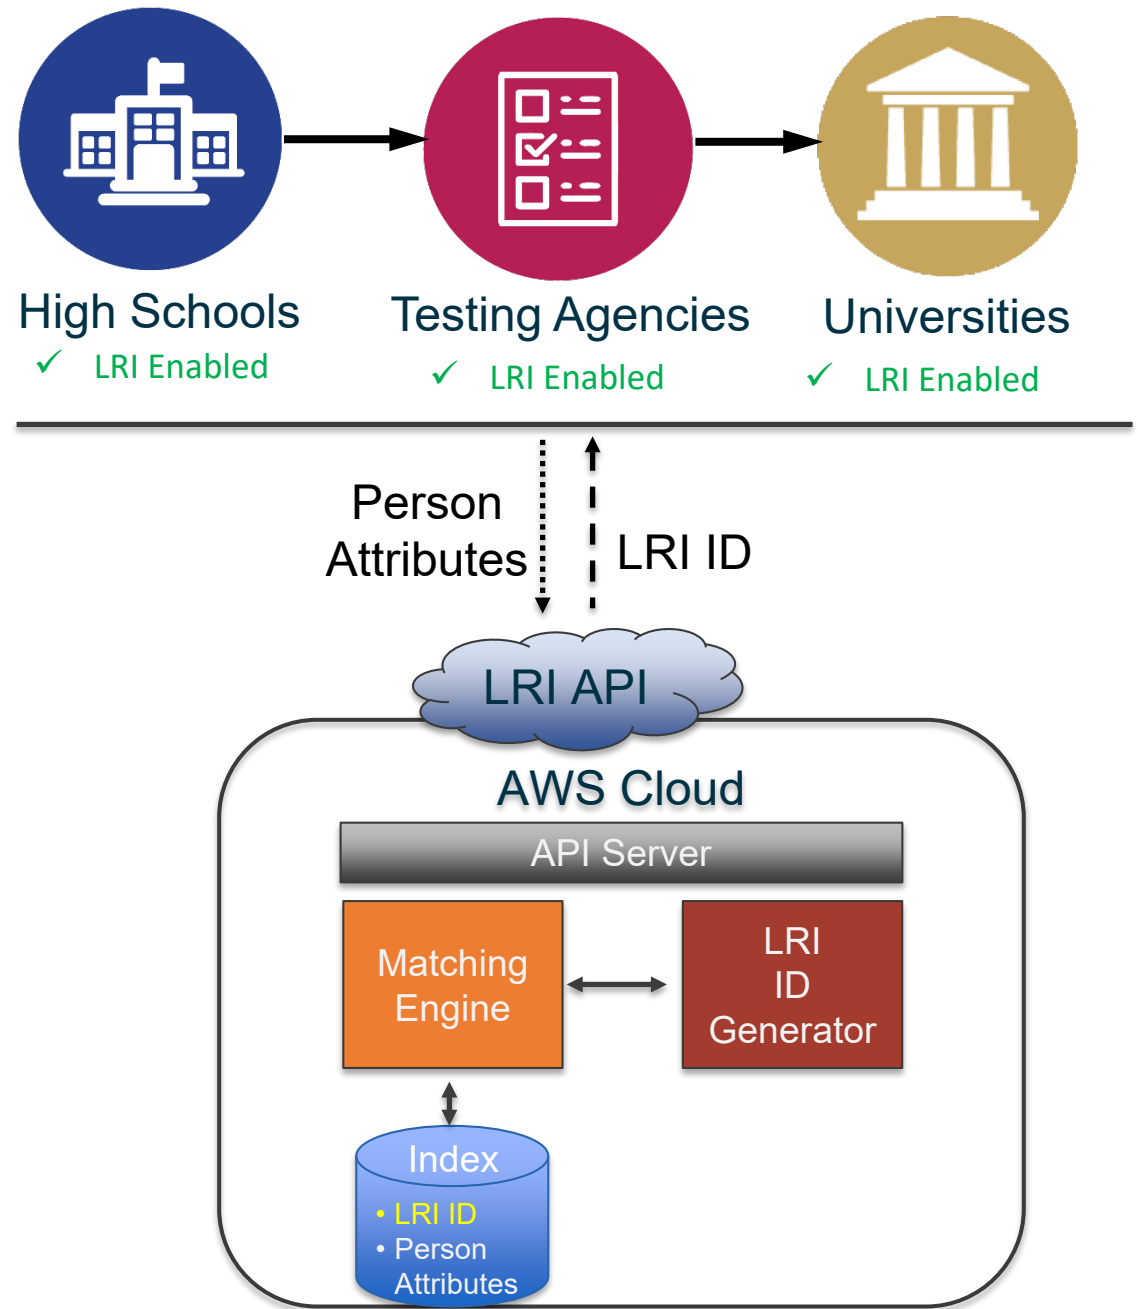 High Schools
Testing Agencies
Universities
✓ LRI Enabled
✓ LRI Enabled
✓ LRI Enabled
Person
Attributes
LRI ID
LRI API
AWS Cloud
API Server
Matching
Engine
LRI
ID
Generator
Index
• LRI ID
• Person
Attributes